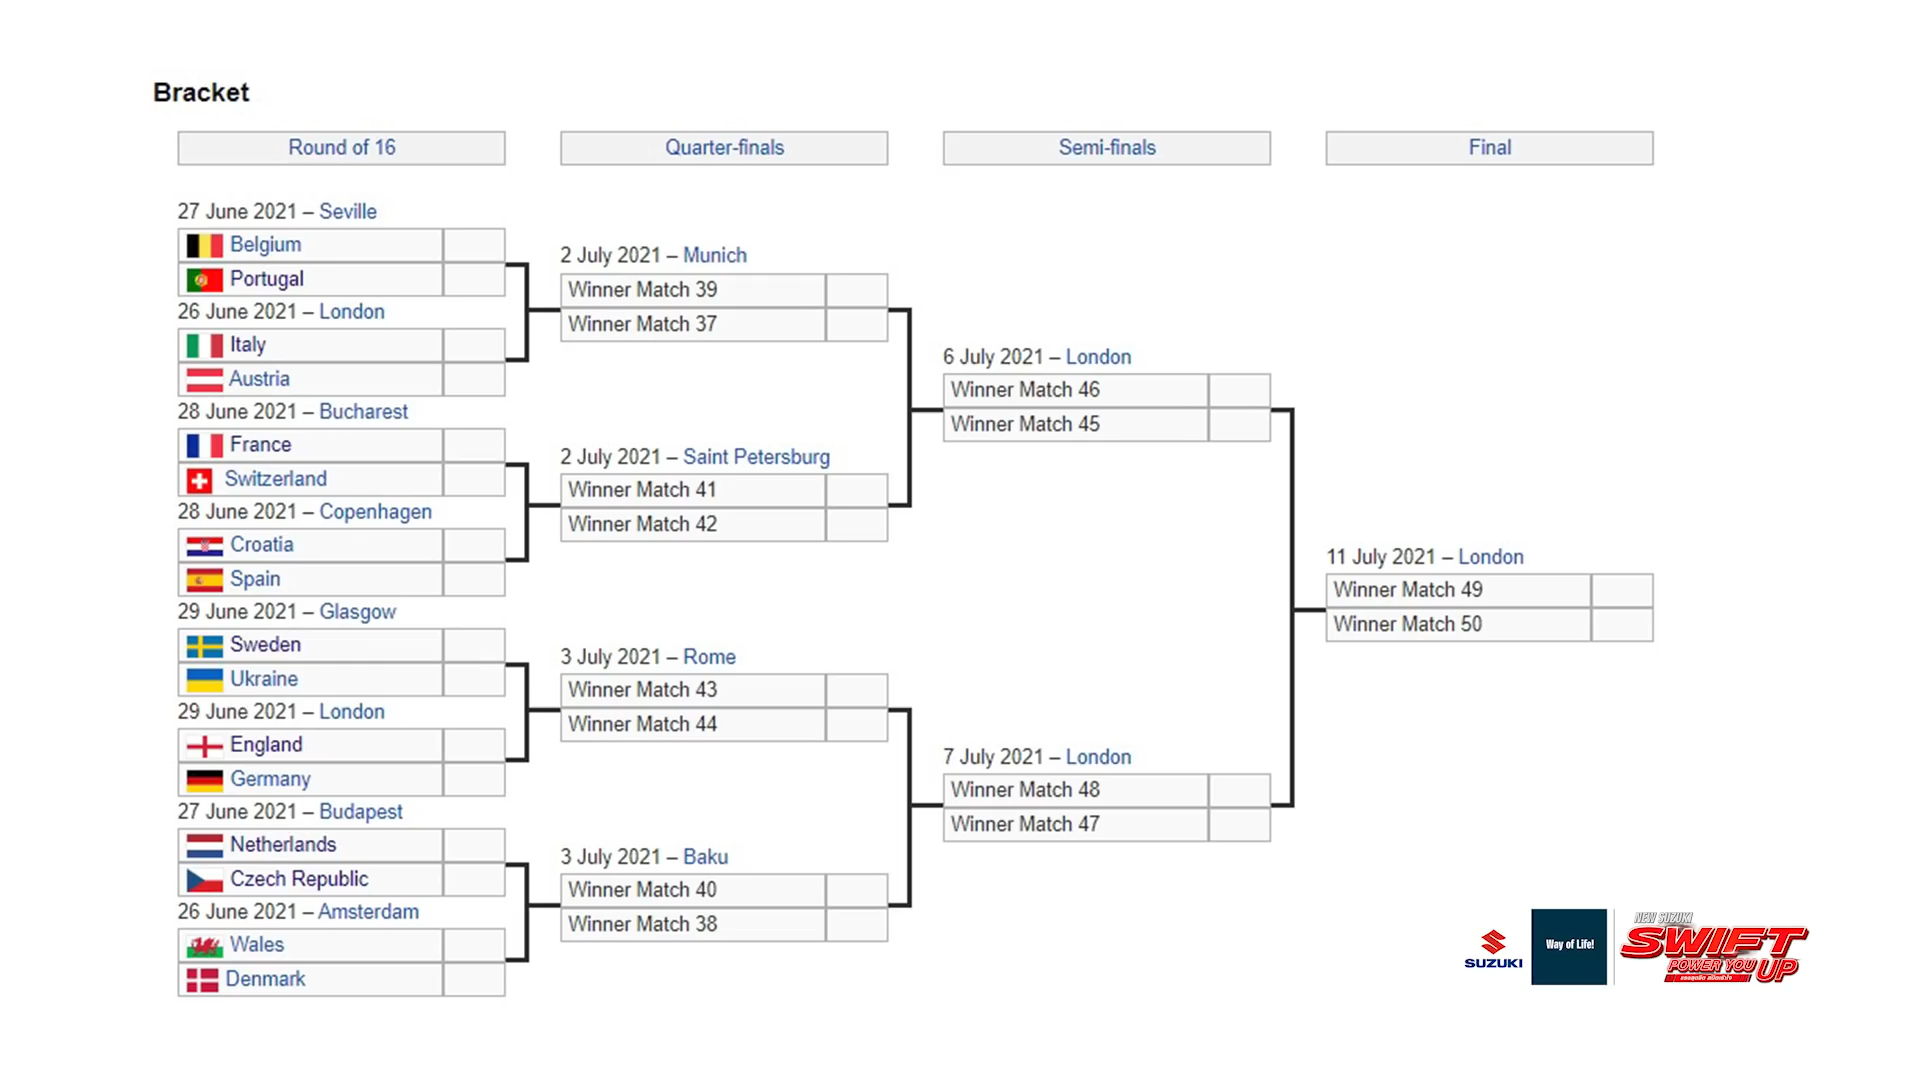 Bracket
Round of 16
Quarter-finals
Semi-finals
Final
27 June 2021 – Seville
Belgium
Portugal
26 June 2021 – London
Italy
Austria
28 June 2021 – Bucharest
France
Switzerland
28 June 2021 – Copenhagen
Croatia
Spain
29 June 2021 – Glasgow
Sweden
Ukraine
29 June 2021 – London
England
Germany
27 June 2021 – Budapest
Netherlands
Czech Republic
26 June 2021 – Amsterdam
Wales
Denmark
2 July 2021 – Munich
Winner Match 39
Winner Match 37
2 July 2021 – Saint Petersburg
Winner Match 41
Winner Match 42
3 July 2021 – Rome
Winner Match 43
Winner Match 44
3 July 2021 – Baku
Winner Match 40
Winner Match 38
6 July 2021 – London
Winner Match 46
Winner Match 45
7 July 2021 – London
Winner Match 48
Winner Match 47
11 July 2021 – London
Winner Match 49
Winner Match 50
SUZUKI
Way of Life!
NEW SUZUKI
SWIFT
POWER YOU UP